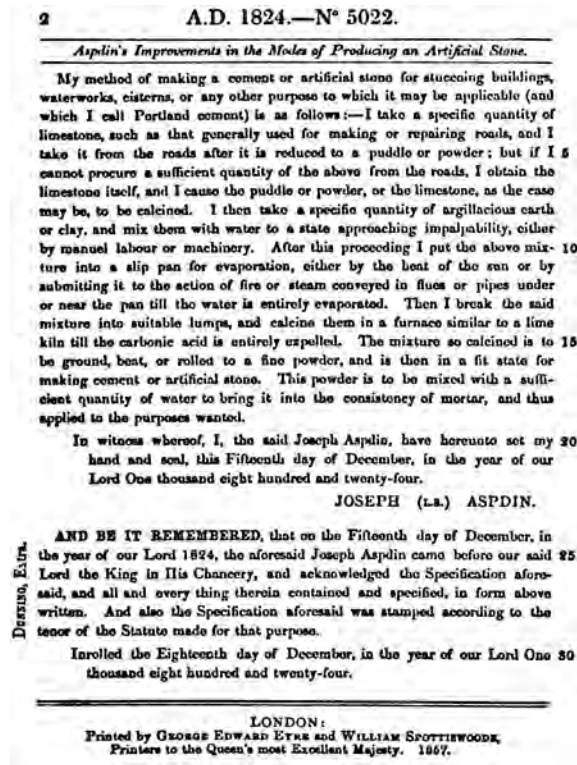 2 A.D. 1824.—No 5022.
Aspdin's Improvements in the Modes of Producing an Artificial Stone.
My method of making a cement or artificial stone for stuccoing buildings,
waterworks, cisterns, or any other purpose to which it may be applicable (and
which I call Portland cement) is as follows:—I take a specific quantity of
limestone, such as that generally used for making or repairing roads, and I
take it from the roads after it is reduced to a puddle or powder; but if I 5
cannot procure a sufficient quantity of the above from the roads, I obtain the
limestone itself, and I cause the puddle or powder, or the limestone, as the case
may be, to be calcined. I then take a specific quantity of argillacious earth
or clay, and mix them with water to a state approaching impalpability, either
by manuel labour or machinery. After this proceeding I put the above mix- 10
ture into a slip pan for evaporation, either by the heat of the sun or by
submitting it to the action of fire or steam conveyed in flues or pipes under
or near the pan till the water is entirely evaporated. Then I break the said
mixture into suitable lumps, and calcine them in a furnace similar to a lime
kiln till the carbonic acid is entirely expelled. The mixture so calcined is to 15
be ground, beat, or rolled to a fine powder, and is then in a fit state for
making cement or artificial stone. This powder is to be mixed with a suffi-
cient quantity of water to bring it into the consistency of mortar, and thus
applied to the purposes wanted.
In witness whereof, I, the said Joseph Aspdin, have hereunto set my 20
hand and seal, this Fifteenth day of December, in the year of our
Lord One thousand eight hundred and twenty-four.
JOSEPH (L.S.) ASPDIN.
AND BE IT REMEMBERED, that on the Fifteenth day of December, in
the year of our Lord 1824, the aforesaid Joseph Aspdin came before our said 25
Lord the King in His Chancery, and acknowledged the Specification afore-
said, and all and every thing therein contained and specified, in form above
written. And also the Specification aforesaid was stamped according to the
tenor of the Statute made for that purpose.
Inrolled the Eighteenth day of December, in the year of our Lord One 30
thousand eight hundred and twenty-four.
LONDON:
Printed by GEORGE EDWARD EYRE and WILLIAM SPOTTISWOODE,
Printers to the Queen's most Excellent Majesty. 1857.